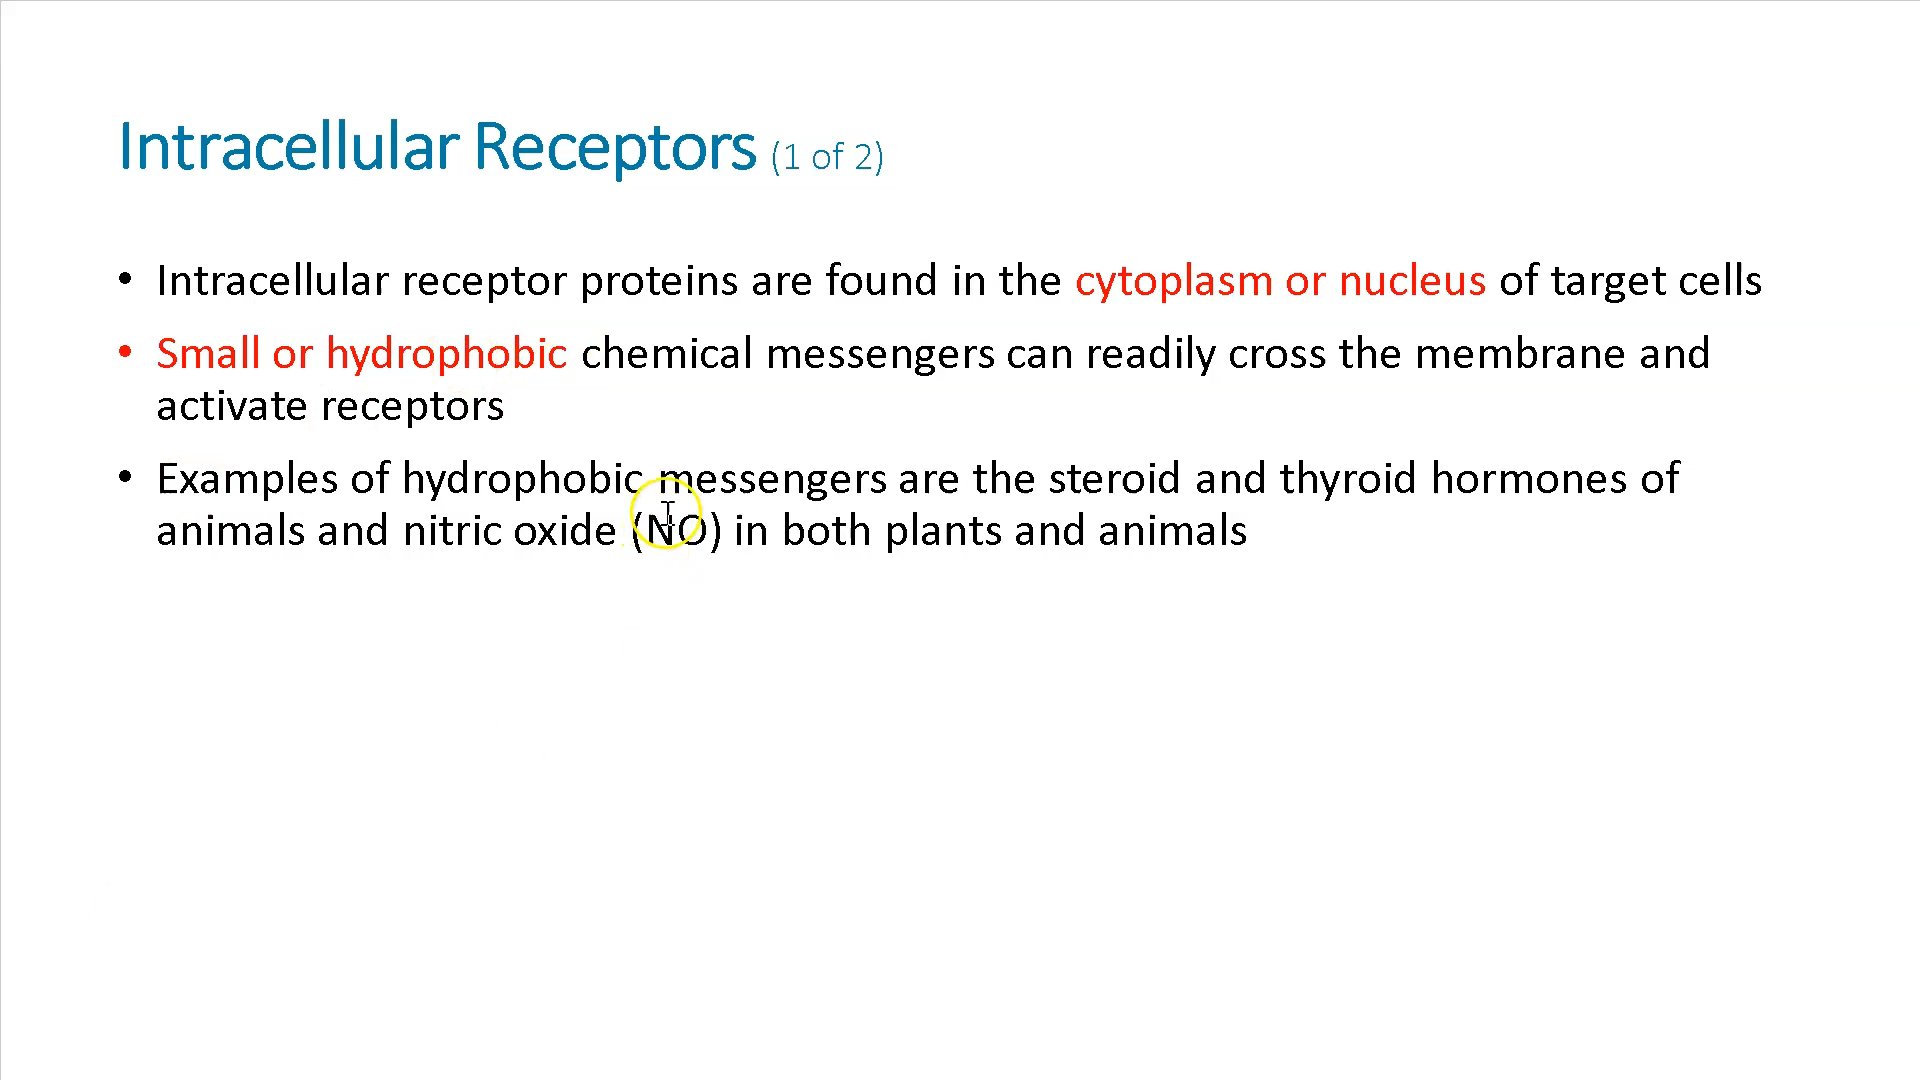 Intracellular Receptors (1 of 2)
• Intracellular receptor proteins are found in the cytoplasm or nucleus of target cells
• Small or hydrophobic chemical messengers can readily cross the membrane and
activate receptors
• Examples of hydrophobic messengers are the steroid and thyroid hormones of
animals and nitric oxide (NO) in both plants and animals